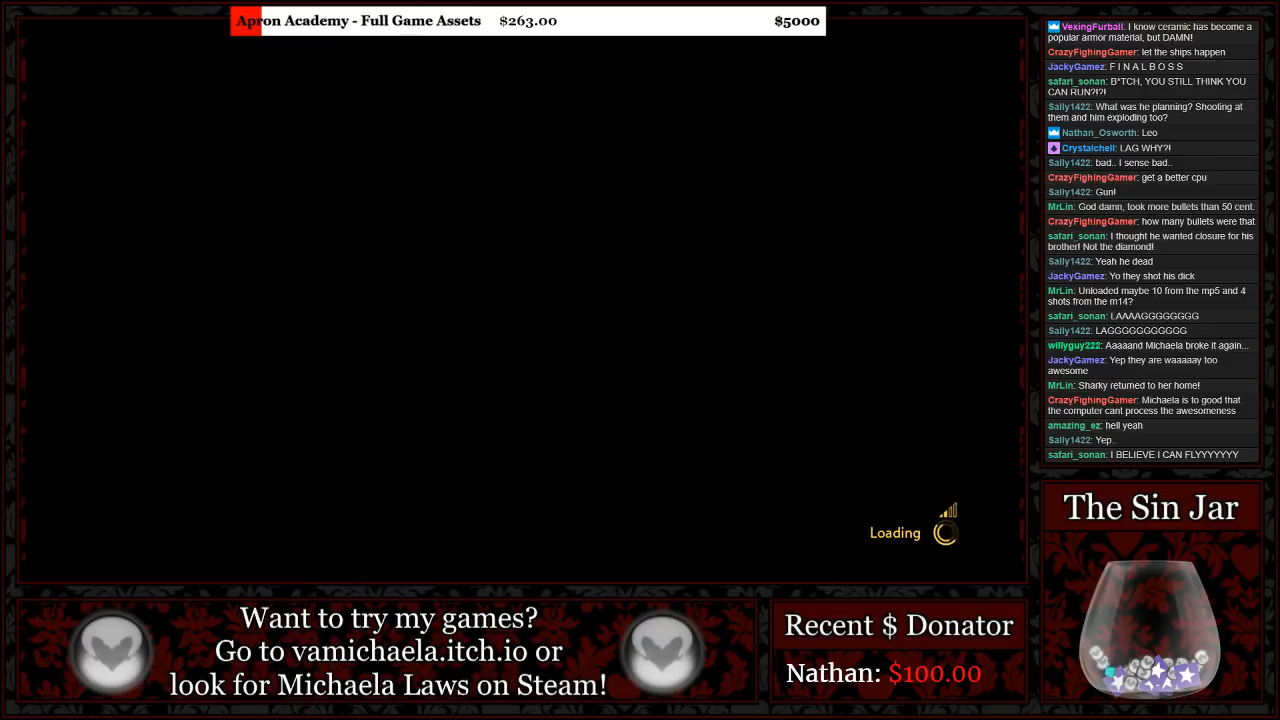 Apron Academy - Full Game Assets $263.00 $5000
VexingFurball: I know ceramic has become a
popular armor material, but DAMN!
CrazyFighingGamer: let the ships happen
JackyGamez: F I N A L B O S S
safari_sonan: B*TCH, YOU STILL THINK YOU
CAN RUN?!?!
Sally1422: What was he planning? Shooting at
them and him exploding too?
Nathan_Osworth: Leo
Crystalchell: LAG WHY?!
Sally1422: bad.. I sense bad..
CrazyFighingGamer: get a better cpu
Sally1422: Gun!
MrLin: God damn, took more bullets than 50 cent.
CrazyFighingGamer: how many bullets were that
safari_sonan: I thought he wanted closure for his
brother! Not the diamond!
Sally1422: Yeah he dead
JackyGamez: Yo they shot his dick
MrLin: Unloaded maybe 10 from the mp5 and 4
shots from the m14?
safari_sonan: LAAAAGGGGGGGG
Sally1422: LAGGGGGGGGGGG
willyguy222: Aaaaand Michaela broke it again...
JackyGamez: Yep they are waaaaay too
awesome
MrLin: Sharky returned to her home!
CrazyFighingGamer: Michaela is to good that
the computer cant process the awesomeness
amazing_ez: hell yeah
Sally1422: Yep..
safari_sonan: I BELIEVE I CAN FLYYYYYYY
Loading
The Sin Jar
Want to try my games?
Go to vamichaela.itch.io or
look for Michaela Laws on Steam!
Recent $ Donator
Nathan: $100.00